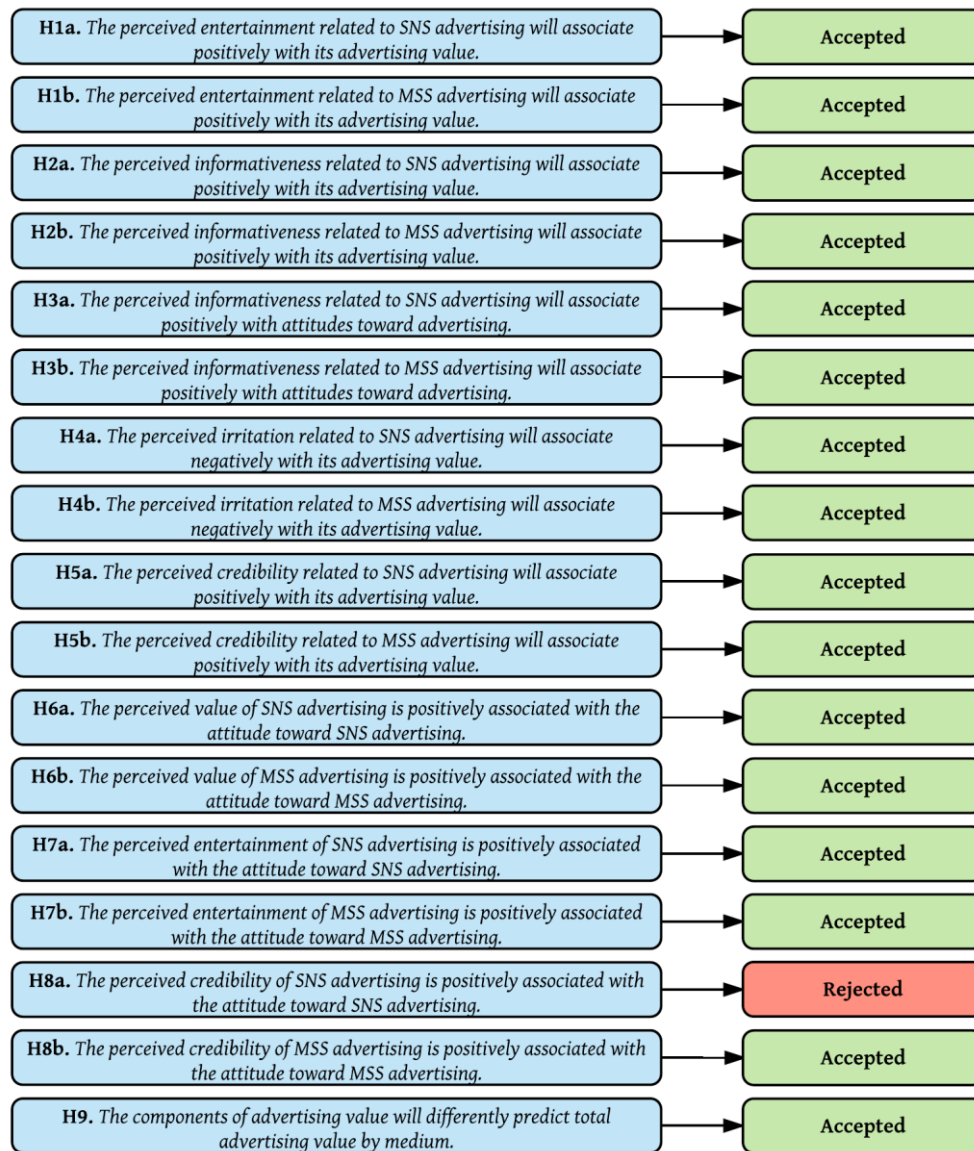 H1a. The perceived entertainment related to SNS advertising will associate
positively with its advertising value.
Accepted
H1b. The perceived entertainment related to MSS advertising will associate
positively with its advertising value.
Accepted
H2a. The perceived informativeness related to SNS advertising will associate
positively with its advertising value.
Accepted
H2b. The perceived informativeness related to MSS advertising will associate
positively with its advertising value.
Accepted
H3a. The perceived informativeness related to SNS advertising will associate
positively with attitudes toward advertising.
Accepted
H3b. The perceived informativeness related to MSS advertising will associate
positively with attitudes toward advertising.
Accepted
H4a. The perceived irritation related to SNS advertising will associate
negatively with its advertising value.
Accepted
H4b. The perceived irritation related to MSS advertising will associate
negatively with its advertising value.
Accepted
H5a. The perceived credibility related to SNS advertising will associate
positively with its advertising value.
Accepted
H5b. The perceived credibility related to MSS advertising will associate
positively with its advertising value.
Accepted
H6a. The perceived value of SNS advertising is positively associated with the
attitude toward SNS advertising.
Accepted
H6b. The perceived value of MSS advertising is positively associated with the
attitude toward MSS advertising.
Accepted
H7a. The perceived entertainment of SNS advertising is positively associated
with the attitude toward SNS advertising.
Accepted
H7b. The perceived entertainment of MSS advertising is positively associated
with the attitude toward MSS advertising.
Accepted
H8a. The perceived credibility of SNS advertising is positively associated with
the attitude toward SNS advertising.
Rejected
H8b. The perceived credibility of MSS advertising is positively associated with
the attitude toward MSS advertising.
Accepted
H9. The components of advertising value will differently predict total
advertising value by medium.
Accepted